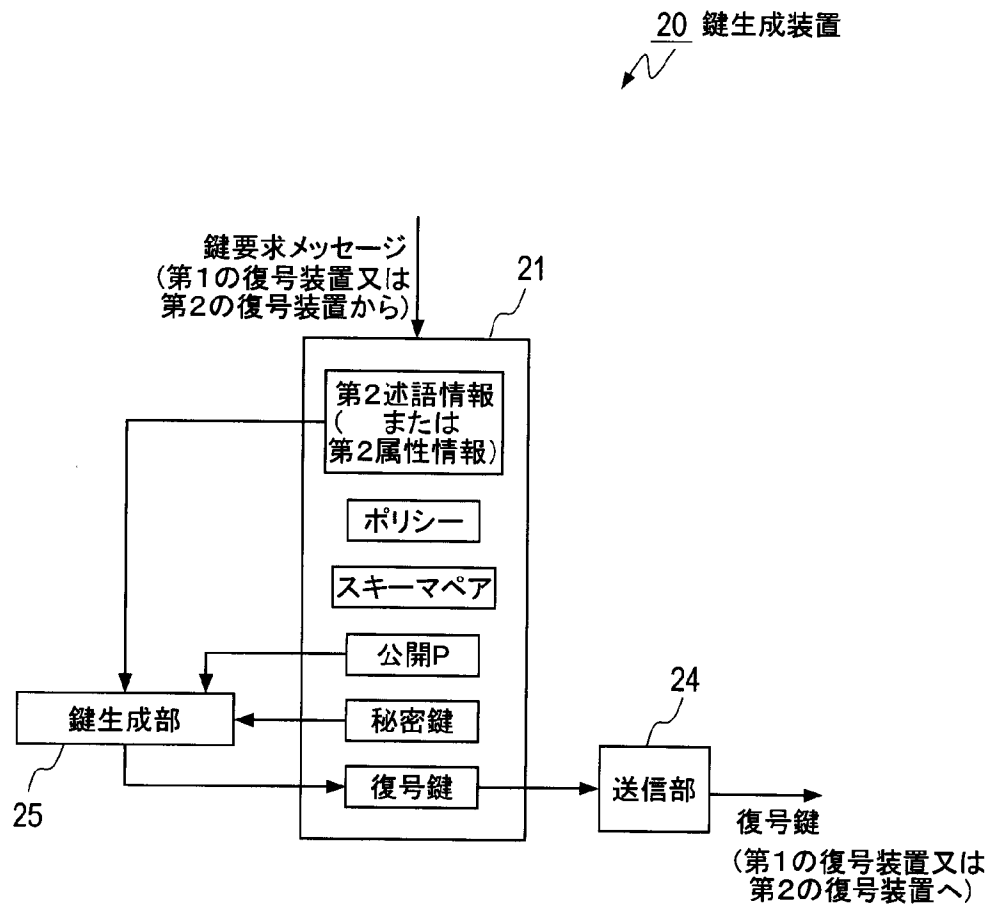 20 鍵生成装置
鍵要求メッセージ
(第1の復号装置又は
第2の復号装置から)
21
第2述語情報
( または
第2属性情報)
ポリシー
スキーマペア
公開P
鍵生成部
秘密鍵
24
25
復号鍵
送信部
復号鍵
(第1の復号装置又は
第2の復号装置へ)